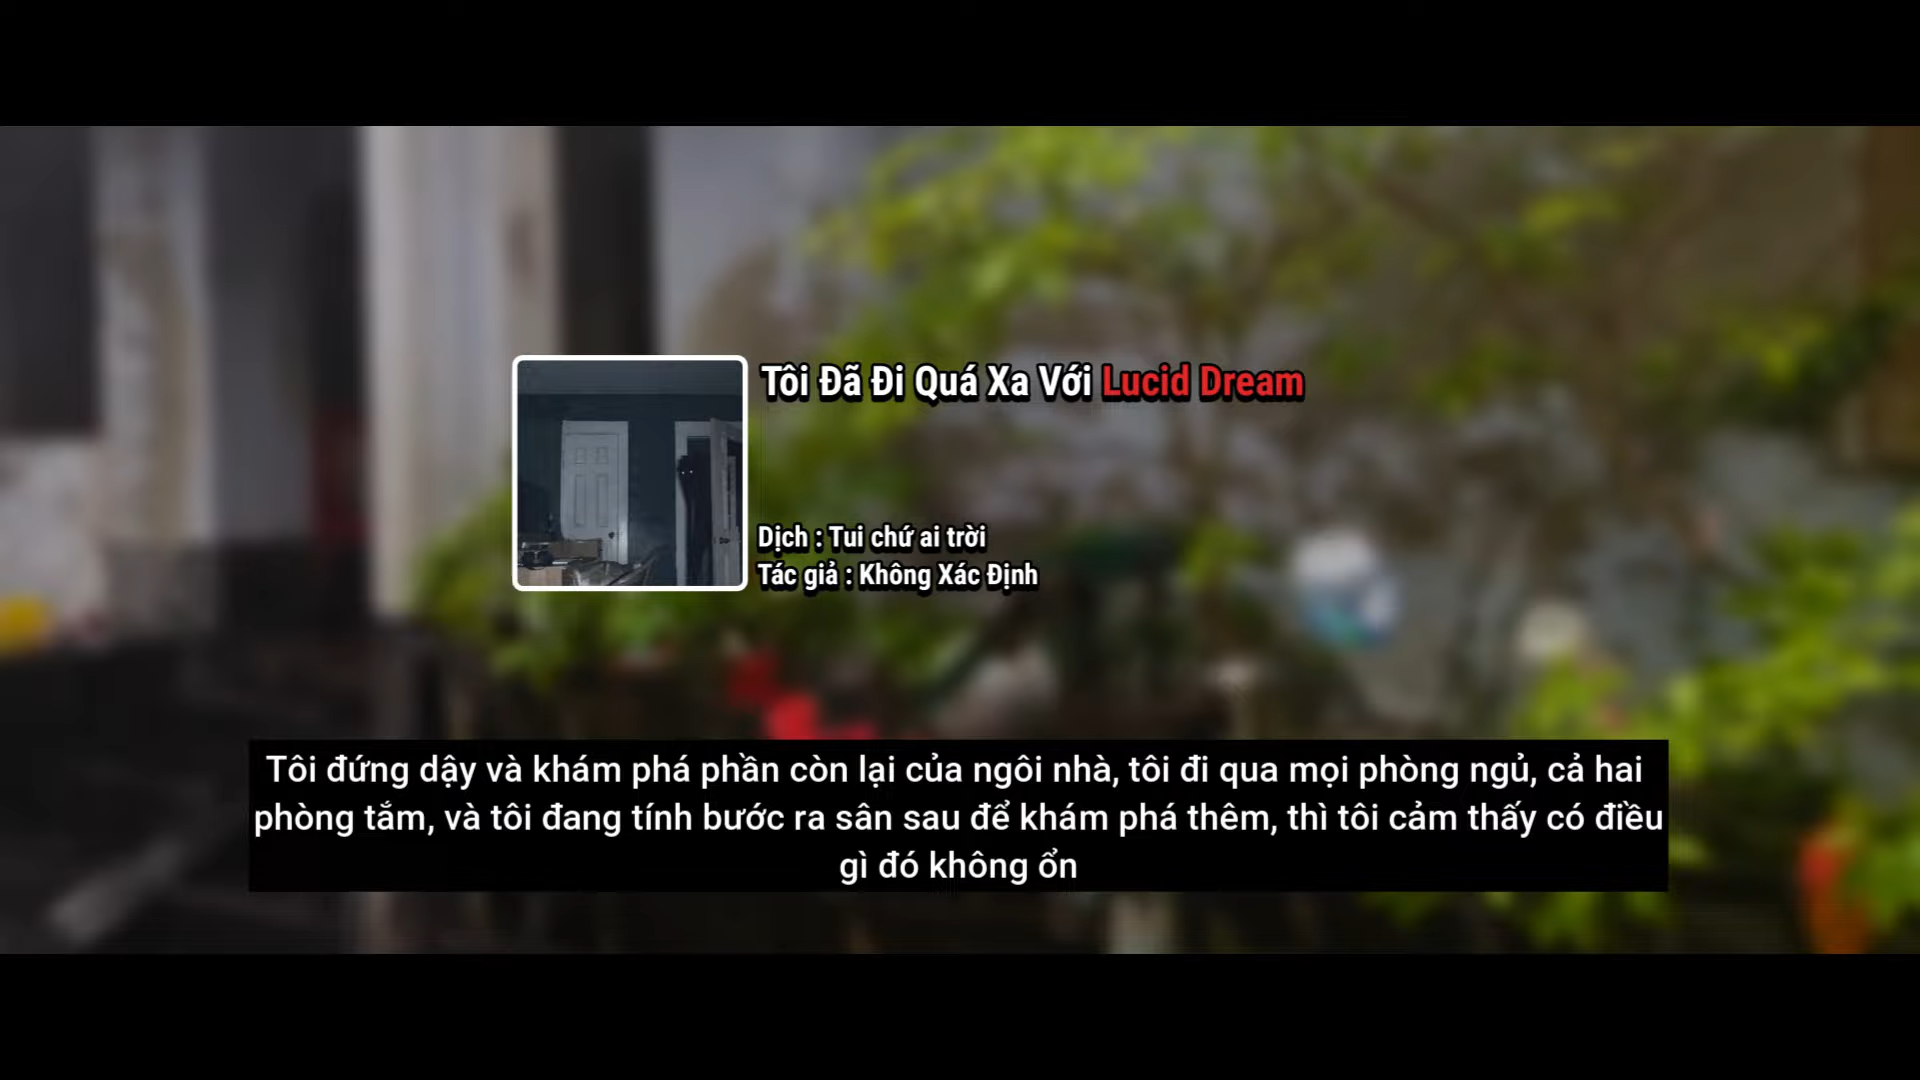 Tôi Đã Đi Quá Xa Với Lucid Dream
Dịch : Tui chứ ai trời
Tác giả : Không Xác Định
Tôi đứng dậy và khám phá phần còn lại của ngôi nhà, tôi đi qua mọi phòng ngủ, cả hai
phòng tắm, và tôi đang tính bước ra sân sau để khám phá thêm, thì tôi cảm thấy có điều
gì đó không ổn